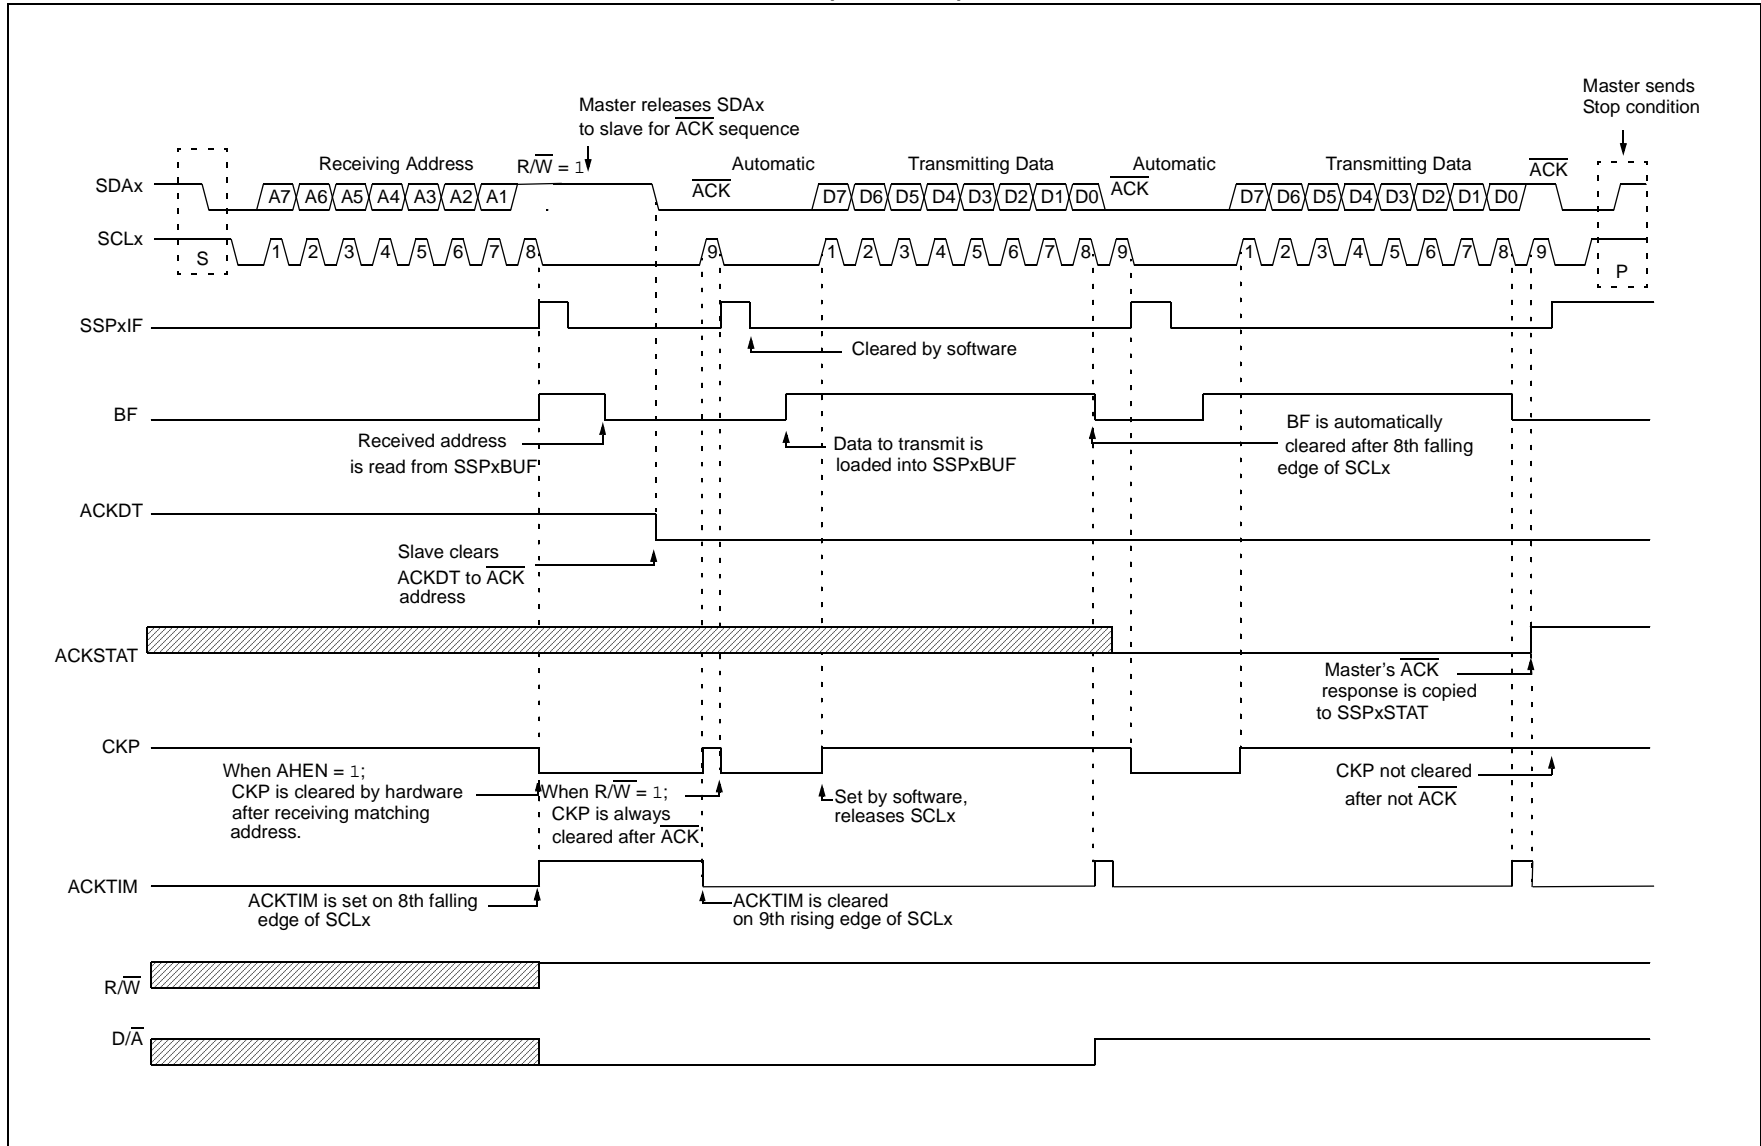 Master sends
Stop condition
Master releases SDAx
to slave for ACK sequence
Receiving Address
R/W = 1
Automatic
Transmitting Data
Automatic
Transmitting Data
ACK
SDAx
A7 A6 A5 A4 A3 A2 A1
ACK
D7 D6 D5 D4 D3 D2 D1 D0
ACK
D7 D6 D5 D4 D3 D2 D1 D0
SCLx
S
1 2 3 4 5 6 7 8 9 1 2 3 4 5 6 7 8 9 1 2 3 4 5 6 7 8 9
P
SSPxIF
Cleared by software
BF
Received address
is read from SSPxBUF
Data to transmit is
loaded into SSPxBUF
BF is automatically
cleared after 8th falling
edge of SCLx
ACKDT
Slave clears
ACKDT to ACK
address
ACKSTAT
Master's ACK
response is copied
to SSPxSTAT
CKP
When AHEN = 1;
CKP is cleared by hardware
after receiving matching
address.
When R/W = 1;
CKP is always
cleared after ACK
Set by software,
releases SCLx
CKP not cleared
after not ACK
ACKTIM
ACKTIM is set on 8th falling
edge of SCLx
ACKTIM is cleared
on 9th rising edge of SCLx
R/W
D/A